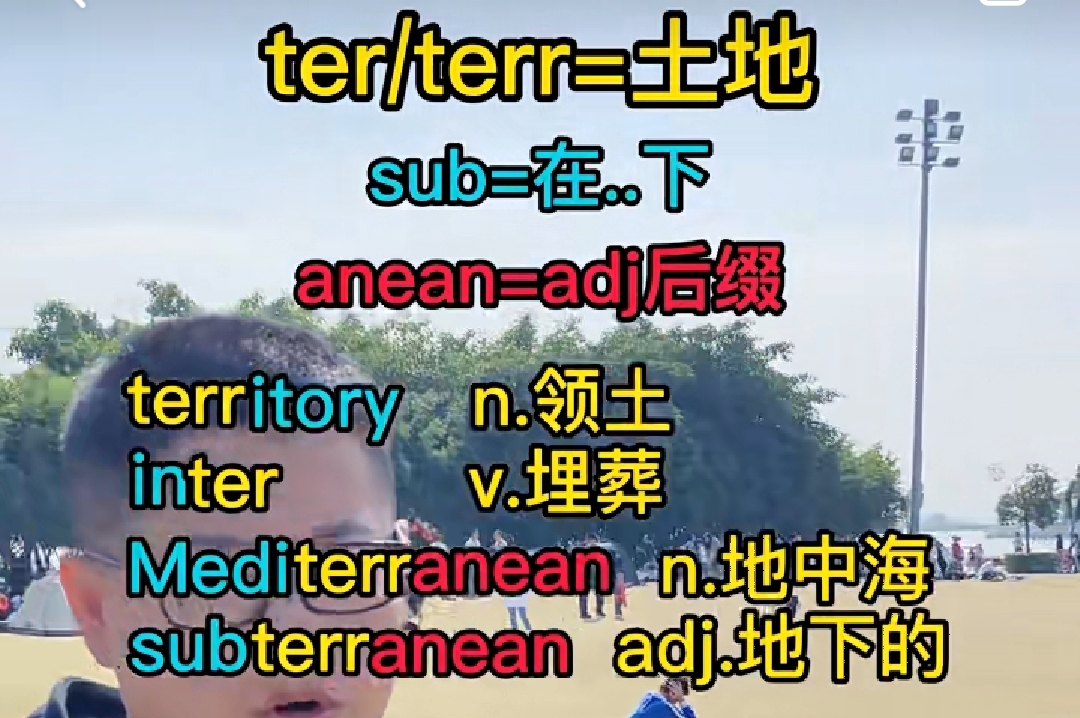 ter/terr=土地
sub=在..下
anean=adj后缀
territory n.领土
inter v.埋葬
Mediterranean n.地中海
subterranean adj.地下的